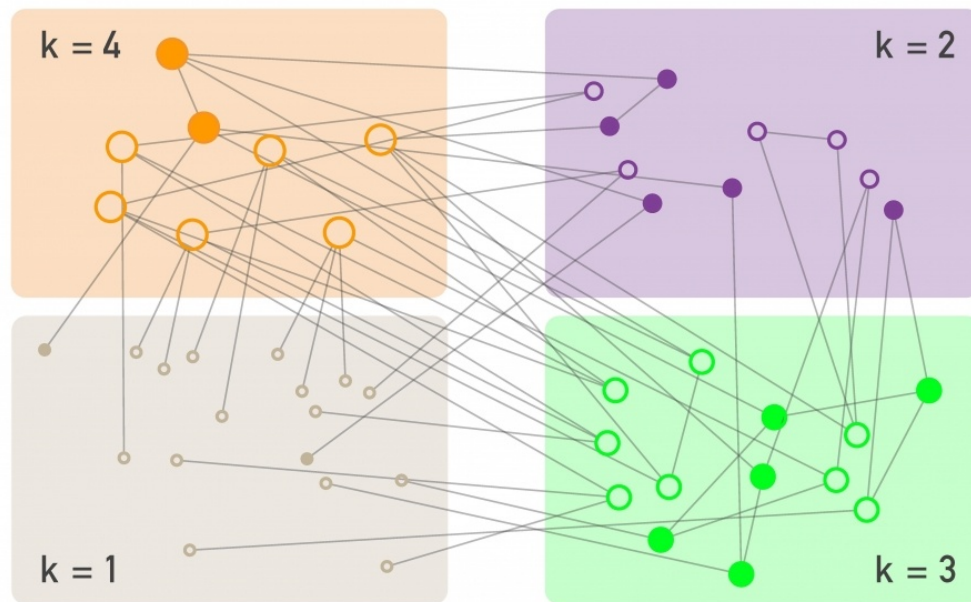 k = 4
k = 2
k = 1
k = 3